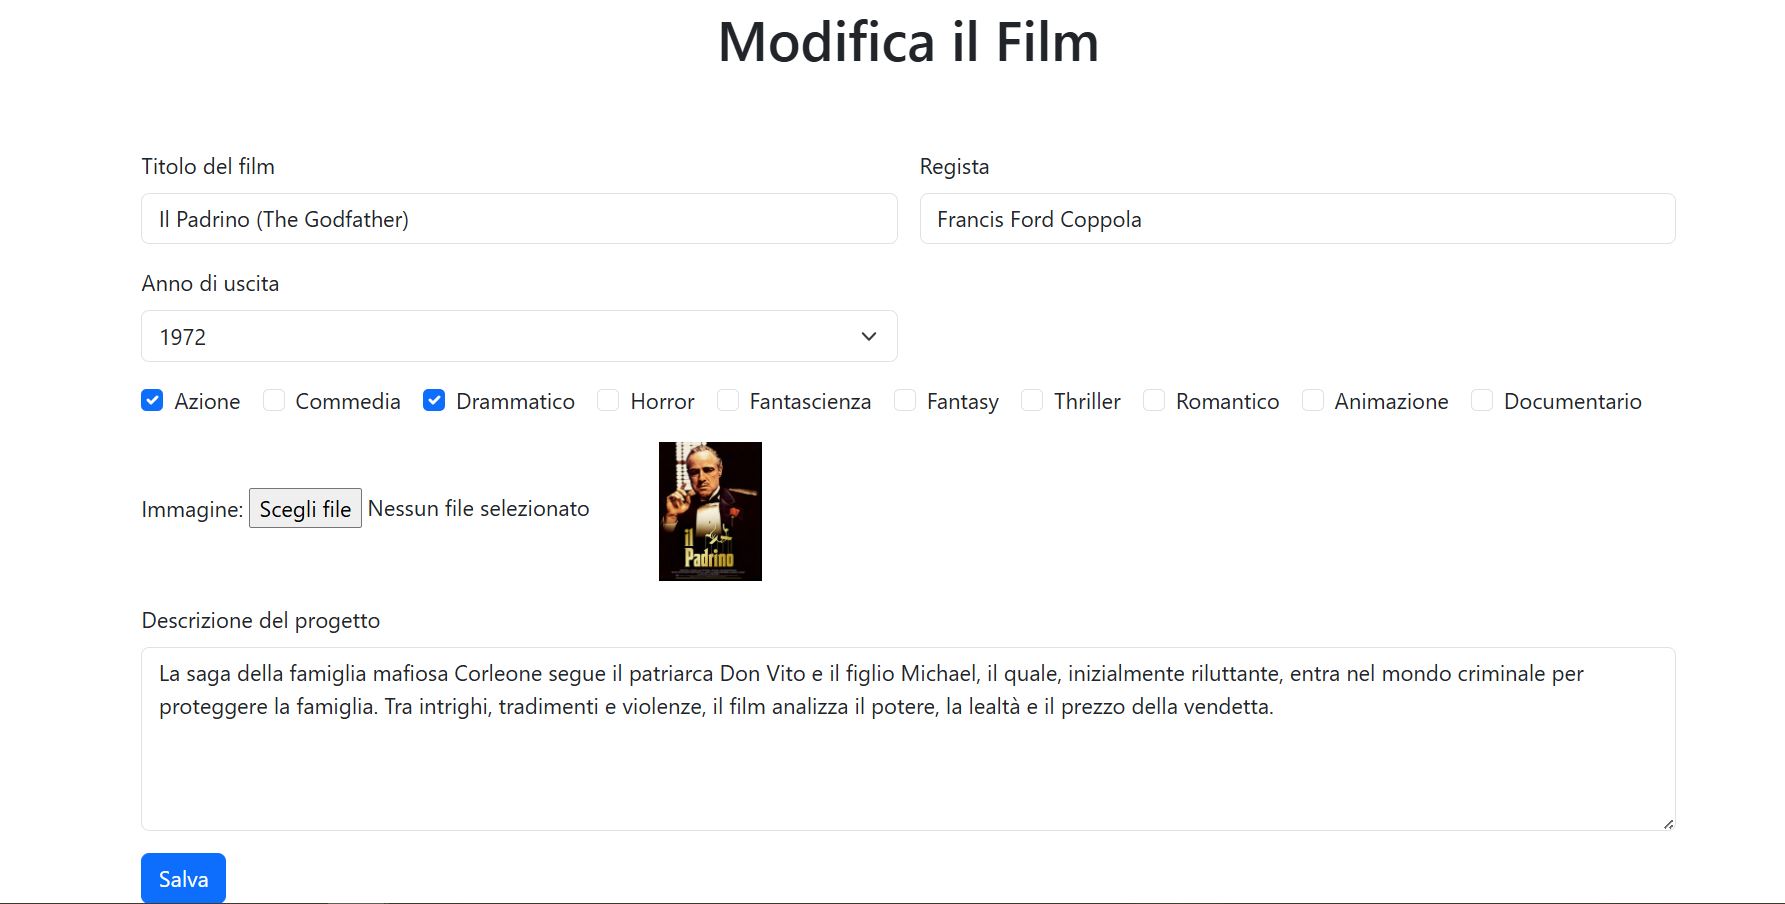 Modifica il Film
Titolo del film
Regista
Il Padrino (The Godfather)
Francis Ford Coppola
Anno di uscita
1972
Azione Commedia Drammatico Horror Fantascienza Fantasy Thriller Romantico Animazione Documentario
Immagine: Scegli file Nessun file selezionato
il
Padrino
Descrizione del progetto
La saga della famiglia mafiosa Corleone segue il patriarca Don Vito e il figlio Michael, il quale, inizialmente riluttante, entra nel mondo criminale per
proteggere la famiglia. Tra intrighi, tradimenti e violenze, il film analizza il potere, la lealtà e il prezzo della vendetta.
Salva